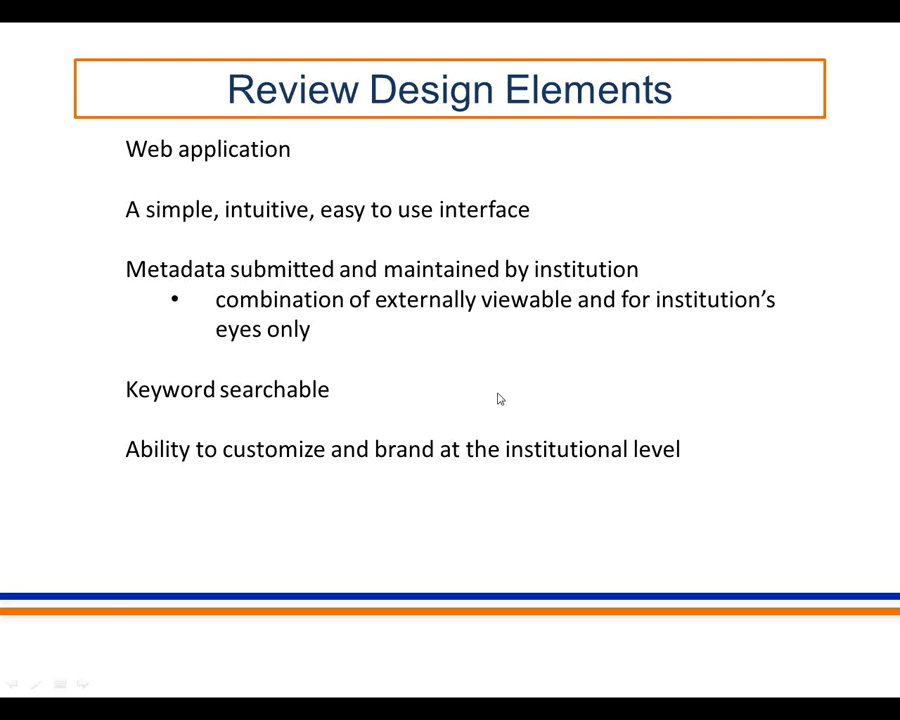 Review Design Elements
Web application
A simple, intuitive, easy to use interface
Metadata submitted and maintained by institution
• combination of externally viewable and for institution’s
eyes only
Keyword searchable
Ability to customize and brand at the institutional level